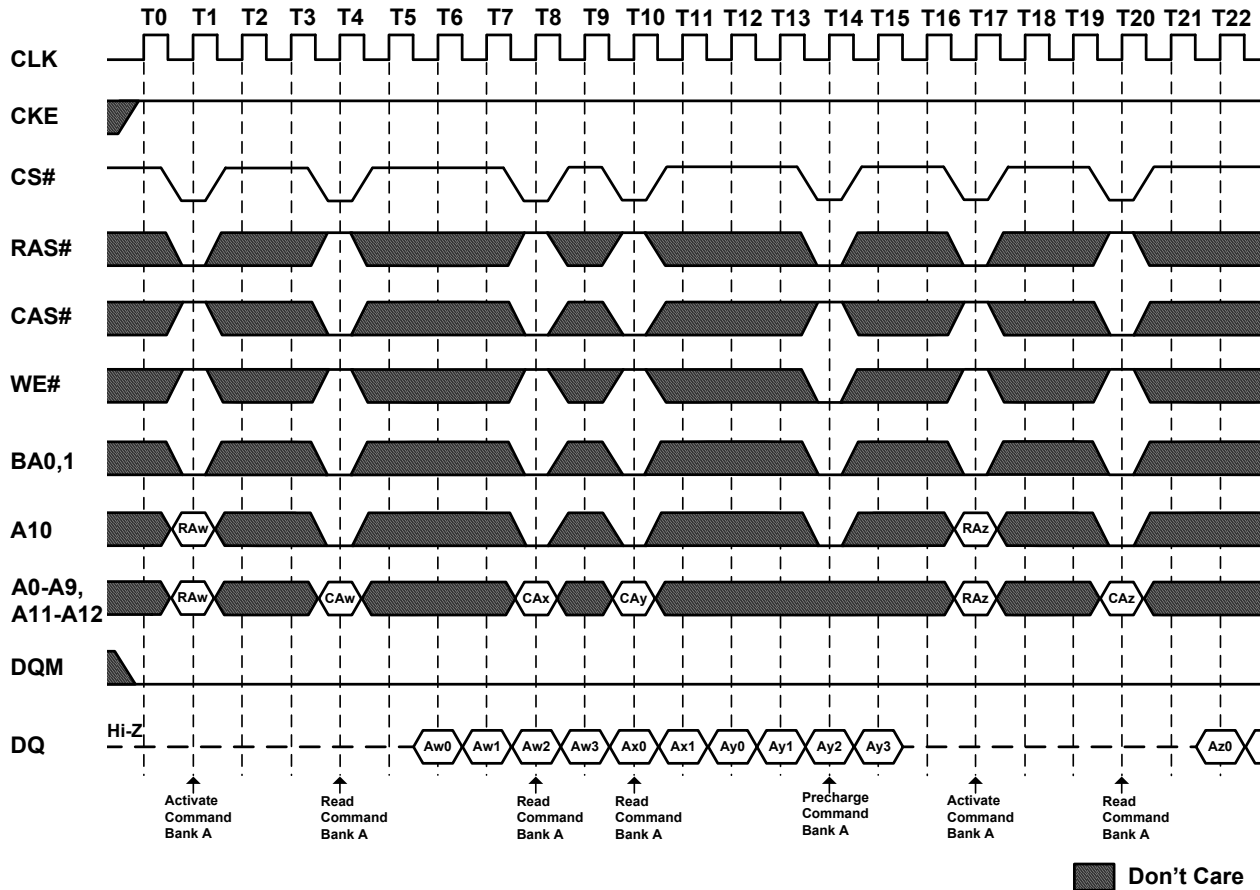 T0 T1 T2 T3 T4 T5 T6 T7 T8 T9 T10 T11 T12 T13 T14 T15 T16 T17 T18 T19 T20 T21 T22
CLK
CKE
CS#
RAS#
CAS#
WE#
BA0,1
A10 RAw RAz
A0-A9, RAw CAw CAx CAy RAz CAz
A11-A12
DQM
Hi-Z
DQ Aw0 Aw1 Aw2 Aw3 Ax0 Ax1 Ay0 Ay1 Ay2 Ay3 Az0
Activate
Command
Bank A
Read
Command
Bank A
Read
Command
Bank A
Read
Command
Bank A
Precharge
Command
Bank A
Activate
Command
Bank A
Read
Command
Bank A
Don't Care